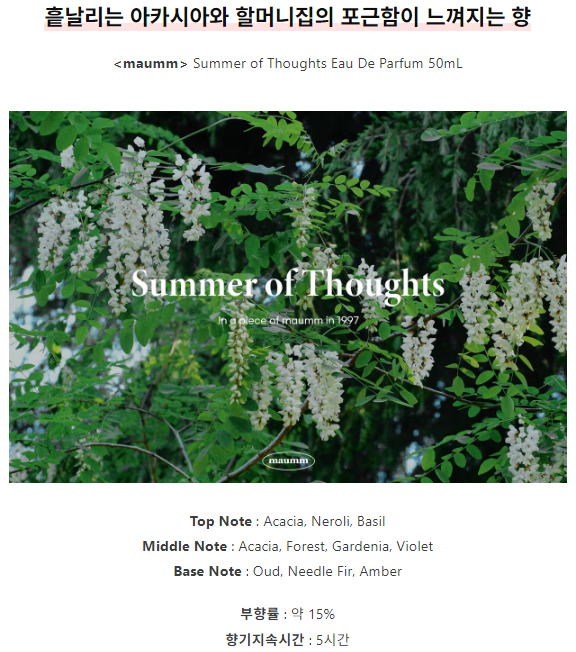 흩날리는 아카시아와 할머니집의 포근함이 느껴지는 향
<maumm> Summer of Thoughts Eau De Parfum 50mL
Summer of Thoughts
in a piece of maumm in 1997
maumm
Top Note : Acacia, Neroli, Basil
Middle Note : Acacia, Forest, Gardenia, Violet
Base Note : Oud, Needle Fir, Amber
부향률 : 약 15%
향기지속시간 : 5시간